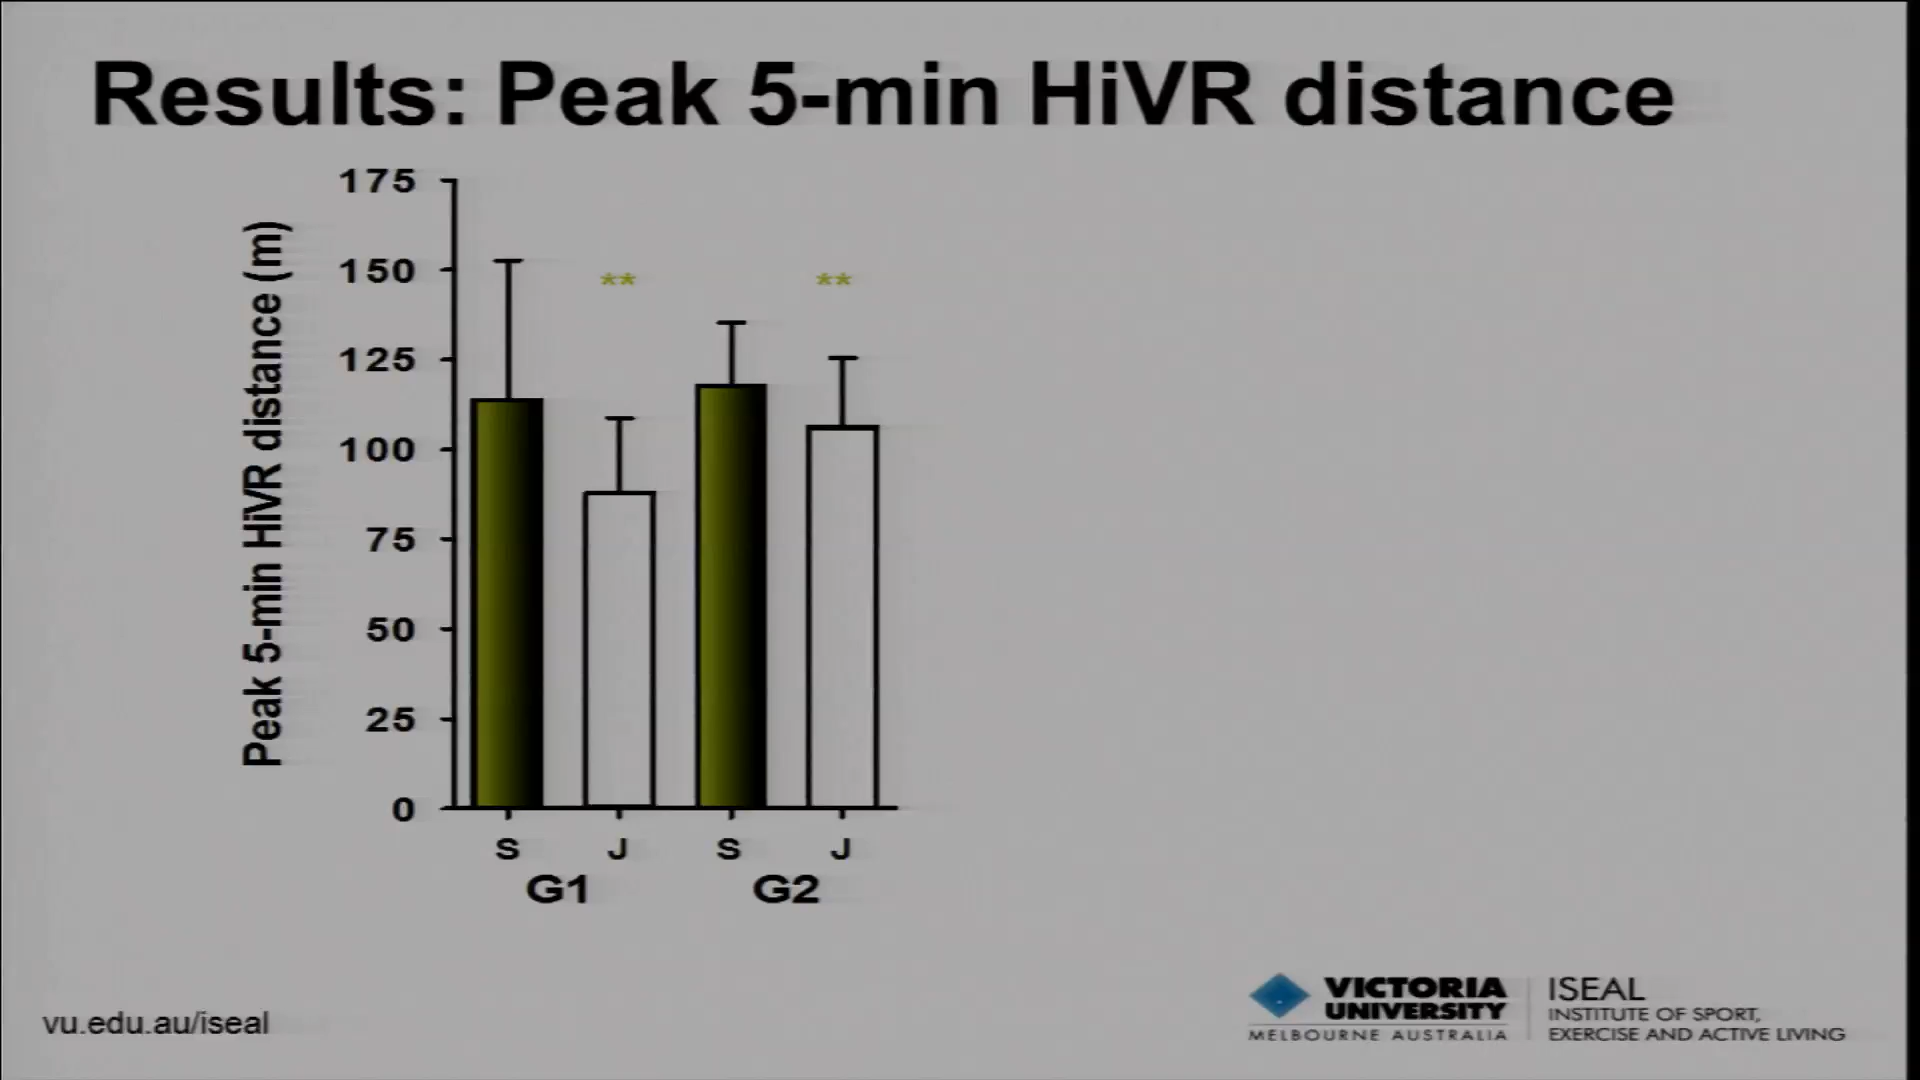 Results: Peak 5-min HiVR distance
Peak 5-min HiVR distance (m)
175
150
125
100
75
50
25
0
** **
S J S J
G1 G2
vu.edu.au/iseal
VICTORIA
UNIVERSITY
MELBOURNE AUSTRALIA
ISEAL
INSTITUTE OF SPORT,
EXERCISE AND ACTIVE LIVING